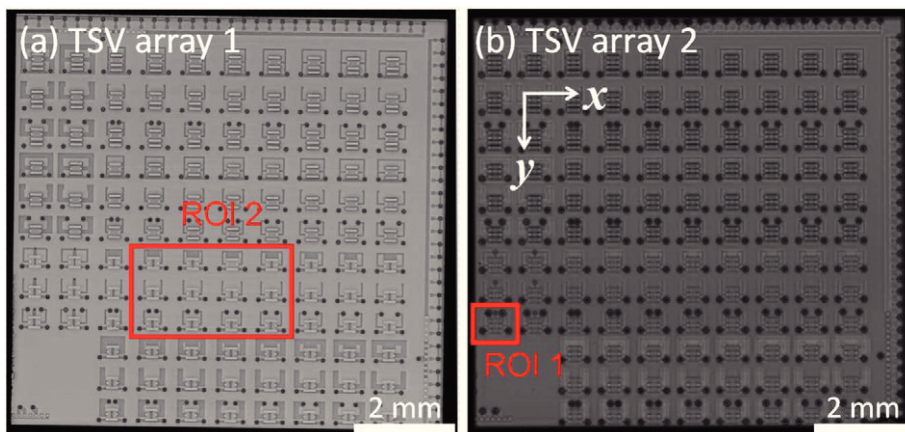 (a) TSV array 1
ROI 2
2 mm
(b) TSV array 2
x
y
ROI 1
2 mm